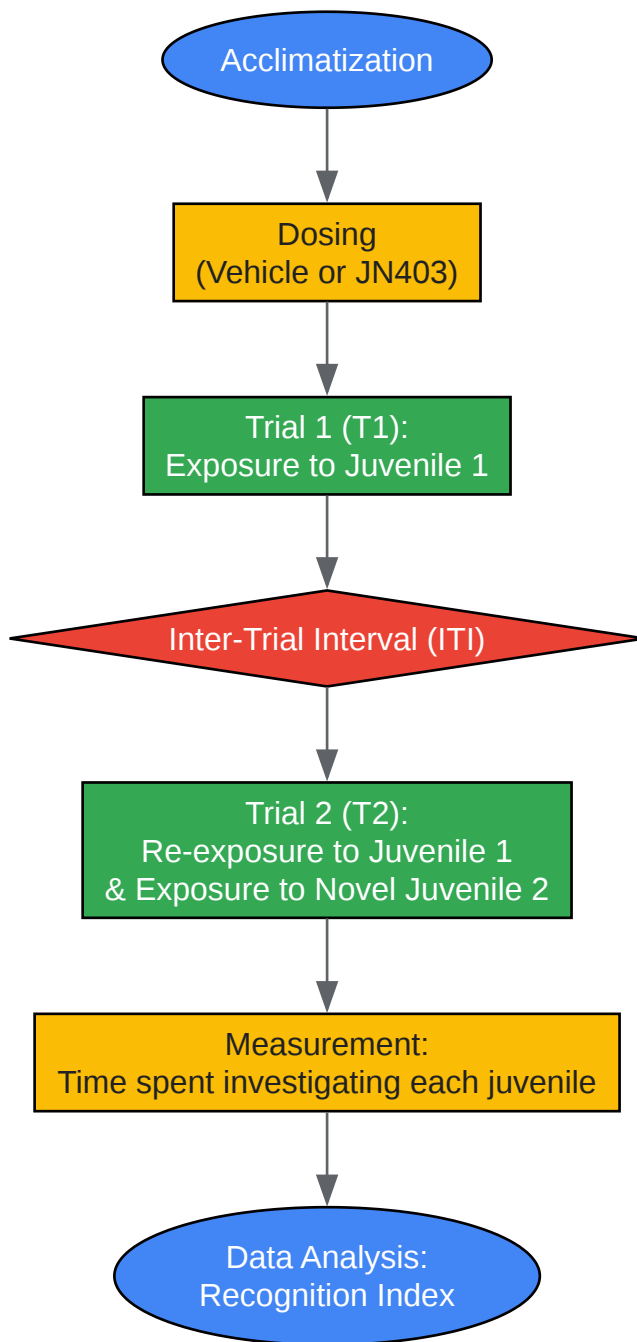 Acclimatization
Dosing
(Vehicle or JN403)
Trial 1 (T1):
Exposure to Juvenile 1
Inter-Trial Interval (ITI)
Trial 2 (T2):
Re-exposure to Juvenile 1
& Exposure to Novel Juvenile 2
Measurement:
Time spent investigating each juvenile
Data Analysis:
Recognition Index